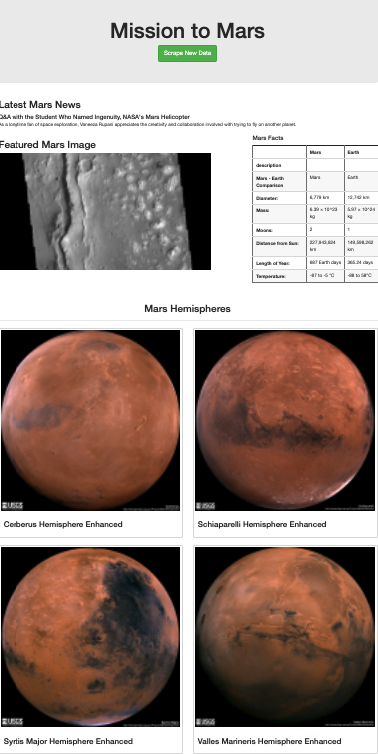 Mission to Mars
Scrape New Data
Latest Mars News
Q&A with the Student Who Named Ingenuity, NASA's Mars Helicopter
As a longtime fan of space exploration, Vaneeza Rupani appreciates the creativity and collaboration involved with trying to fly on another planet.
Featured Mars Image
Mars Facts
Mars Earth
description
Mars - Earth Comparison Mars Earth
Diameter: 6,779 km 12,742 km
Mass: 6.39 × 10^23 kg 5.97 × 10^24 kg
Moons: 2 1
Distance from Sun: 227,943,824 km 149,598,262 km
Length of Year: 687 Earth days 365.24 days
Temperature: -87 to -5 °C -88 to 58°C
Mars Hemispheres
USGS
USGS
Cerberus Hemisphere Enhanced
Schiaparelli Hemisphere Enhanced
USGS
USGS
Syrtis Major Hemisphere Enhanced
Valles Marineris Hemisphere Enhanced